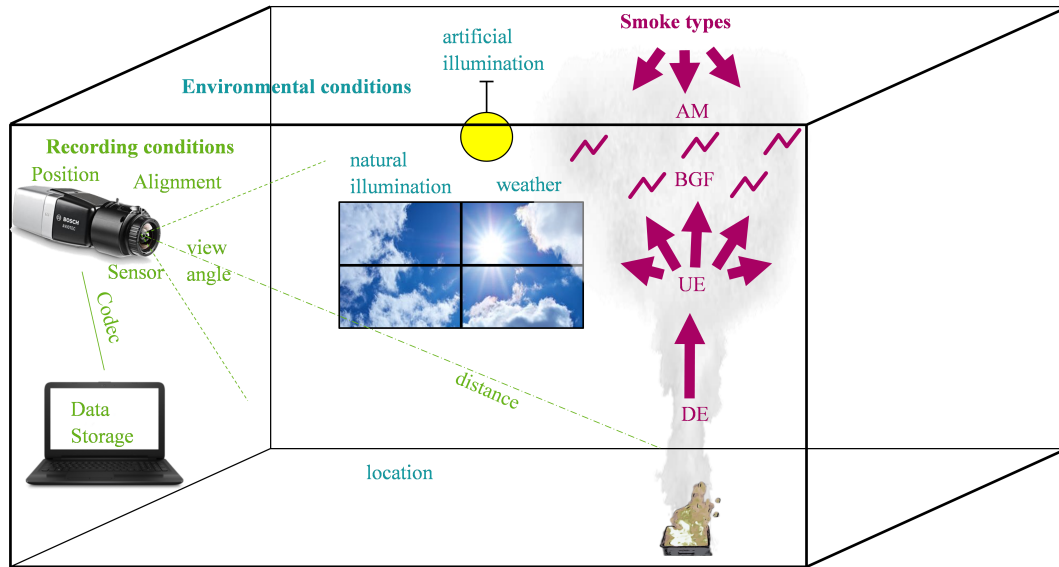 Smoke types
artificial
illumination
Environmental conditions
AM
Recording conditions
Position
Alignment
natural
illumination
weather
BGF
BOSCH
Sensor
view
angle
UE
Codec
distance
DE
Data
Storage
location